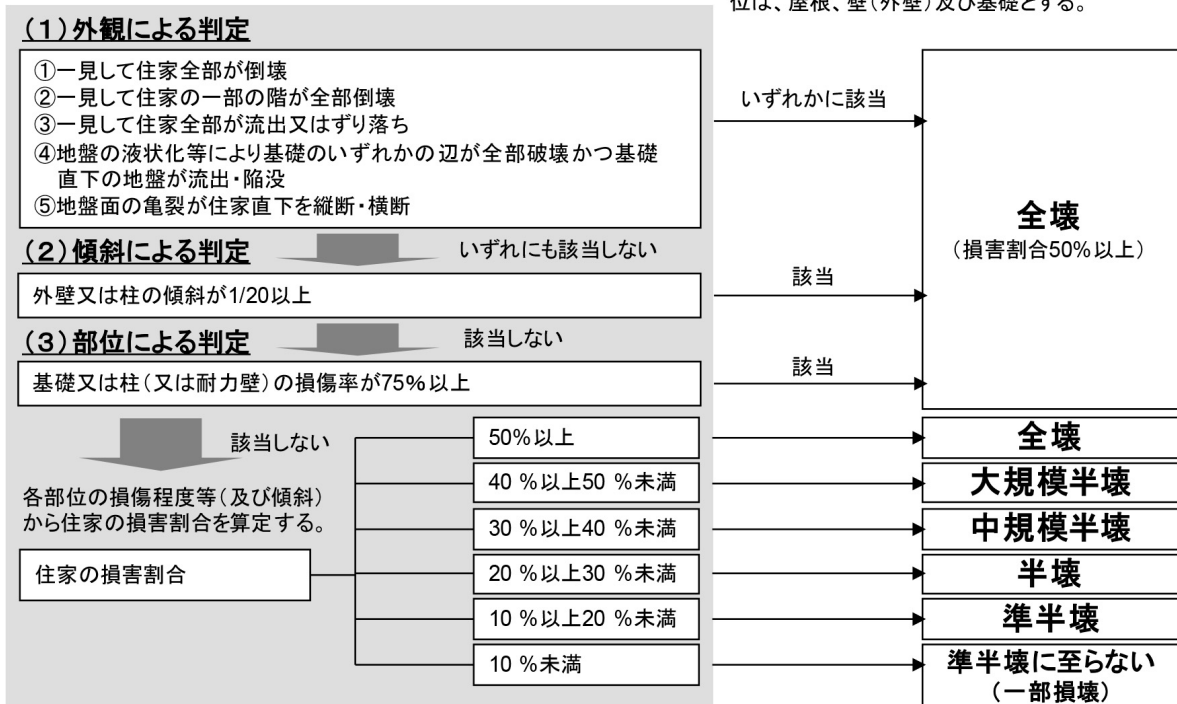 位は、屋根、壁(外壁)及び基礎とする。
(1)外観による判定
①一見して住家全部が倒壊
②一見して住家の一部の階が全部倒壊
③一見して住家全部が流出又はずり落ち
④地盤の液状化等により基礎のいずれかの辺が全部破壊かつ基礎
直下の地盤が流出・陥没
⑤地盤面の亀裂が住家直下を縦断・横断
いずれかに該当
全壊
(損害割合50%以上)
(2)傾斜による判定
いずれにも該当しない
外壁又は柱の傾斜が1/20以上
該当
(3)部位による判定
該当しない
基礎又は柱(又は耐力壁)の損傷率が75%以上
該当
該当しない
各部位の損傷程度等(及び傾斜)
から住家の損害割合を算定する。
住家の損害割合
50%以上
全壊
40 %以上50 %未満
大規模半壊
30 %以上40 %未満
中規模半壊
20 %以上30 %未満
半壊
10 %以上20 %未満
準半壊
10 %未満
準半壊に至らない
(一部損壊)